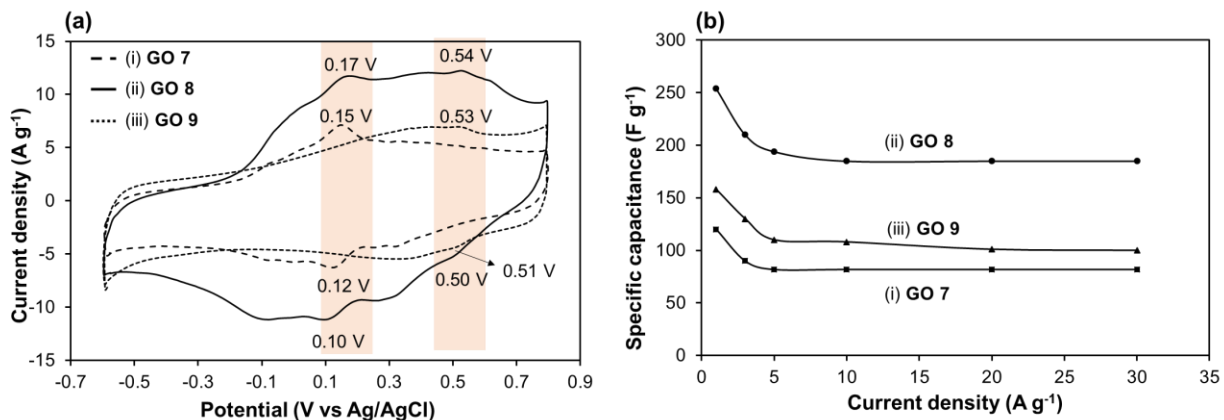 (a)
Current density (A g⁻¹)
15
10
5
0
-5
-10
-15
(i) GO 7
(ii) GO 8
(iii) GO 9
0.17 V
0.54 V
0.15 V
0.53 V
0.12 V
0.50 V
0.51 V
0.10 V
-0.7 -0.5 -0.3 -0.1 0.1 0.3 0.5 0.7 0.9
Potential (V vs Ag/AgCl)
(b)
Specific capacitance (F g⁻¹)
300
250
200
150
100
50
0
(ii) GO 8
(iii) GO 9
(i) GO 7
0 5 10 15 20 25 30 35
Current density (A g⁻¹)